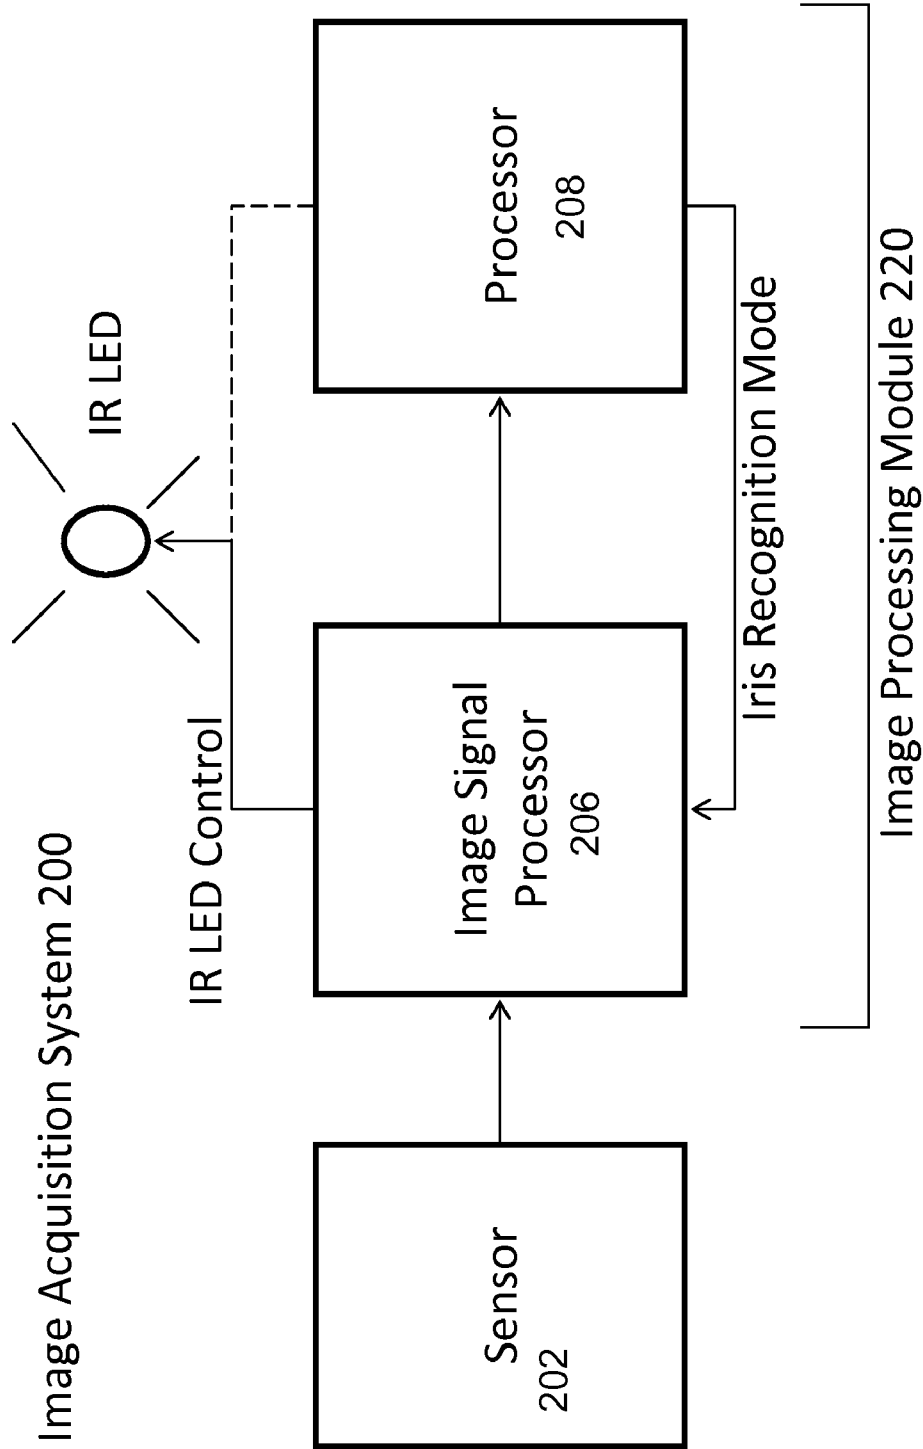 Image Acquisition System 200
IR LED
IR LED Control
Sensor
202
Image Signal
Processor
206
Processor
208
Iris Recognition Mode
Image Processing Module 220